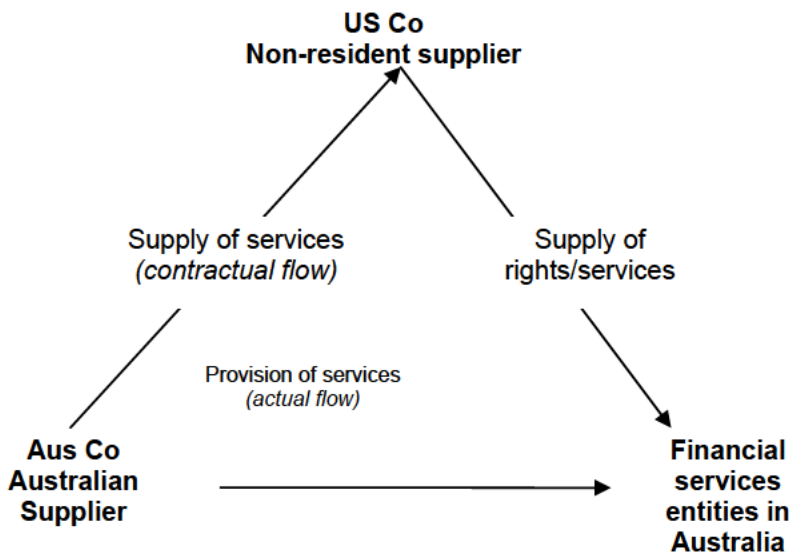 US Co
Non-resident supplier
Supply of services
(contractual flow)
Supply of
rights/services
Provision of services
(actual flow)
Aus Co
Australian
Supplier
Financial
services
entities in
Australia